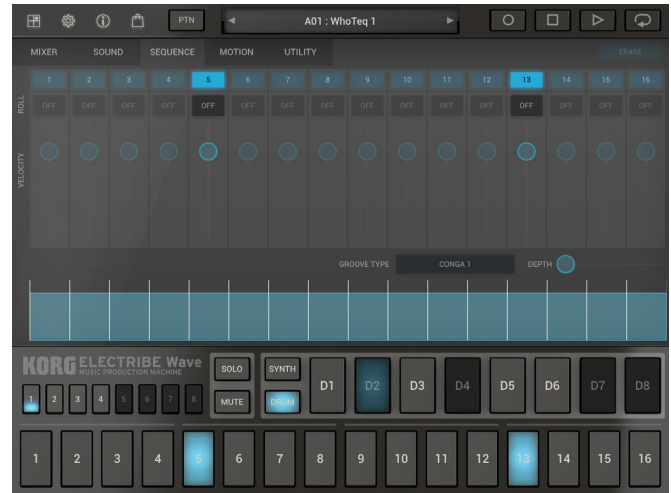 PTN A01 : WhoTeq 1
MIXER SOUND SEQUENCE MOTION UTILITY ERASE
1 2 3 4 5 6 7 8 9 10 11 12 13 14 15 16
ROLL OFF OFF OFF OFF OFF OFF OFF OFF OFF OFF OFF OFF OFF OFF OFF OFF
VELOCITY
GROOVE TYPE CONGA 1 DEPTH
KORG ELECTRIBE Wave
MUSIC PRODUCTION MACHINE
SOLO SYNTH
D1 D2 D3 D4 D5 D6 D7 D8
1 2 3 4 5 6 7 8
MUTE DRUM
1 2 3 4 5 6 7 8 9 10 11 12 13 14 15 16